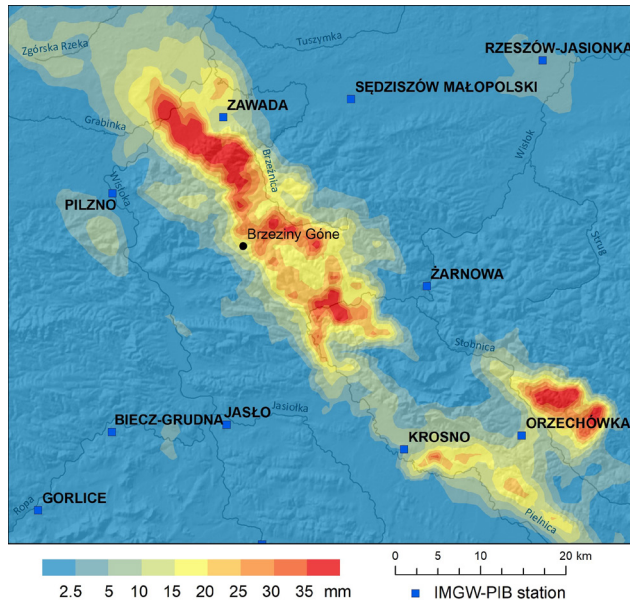 Zgórska Rzeka
Tuszymka
RZESZÓW-JASIONKA
SĘDZISZÓW MAŁOPOLSKI
ZAWADA
Grabinka
Wisłok
Brzeźnica
Wisłoka
PILZNO
Brzeziny Góne
Strug
ŻARNOWA
Stobnica
Jasiołka
JASŁO
BIECZ-GRUDNA
ORZECHÓWKA
KROSNO
GORLICE
Ropa
Pielnica
0 5 10 20 km
2.5 5 10 15 20 25 30 35 mm
IMGW-PIB station